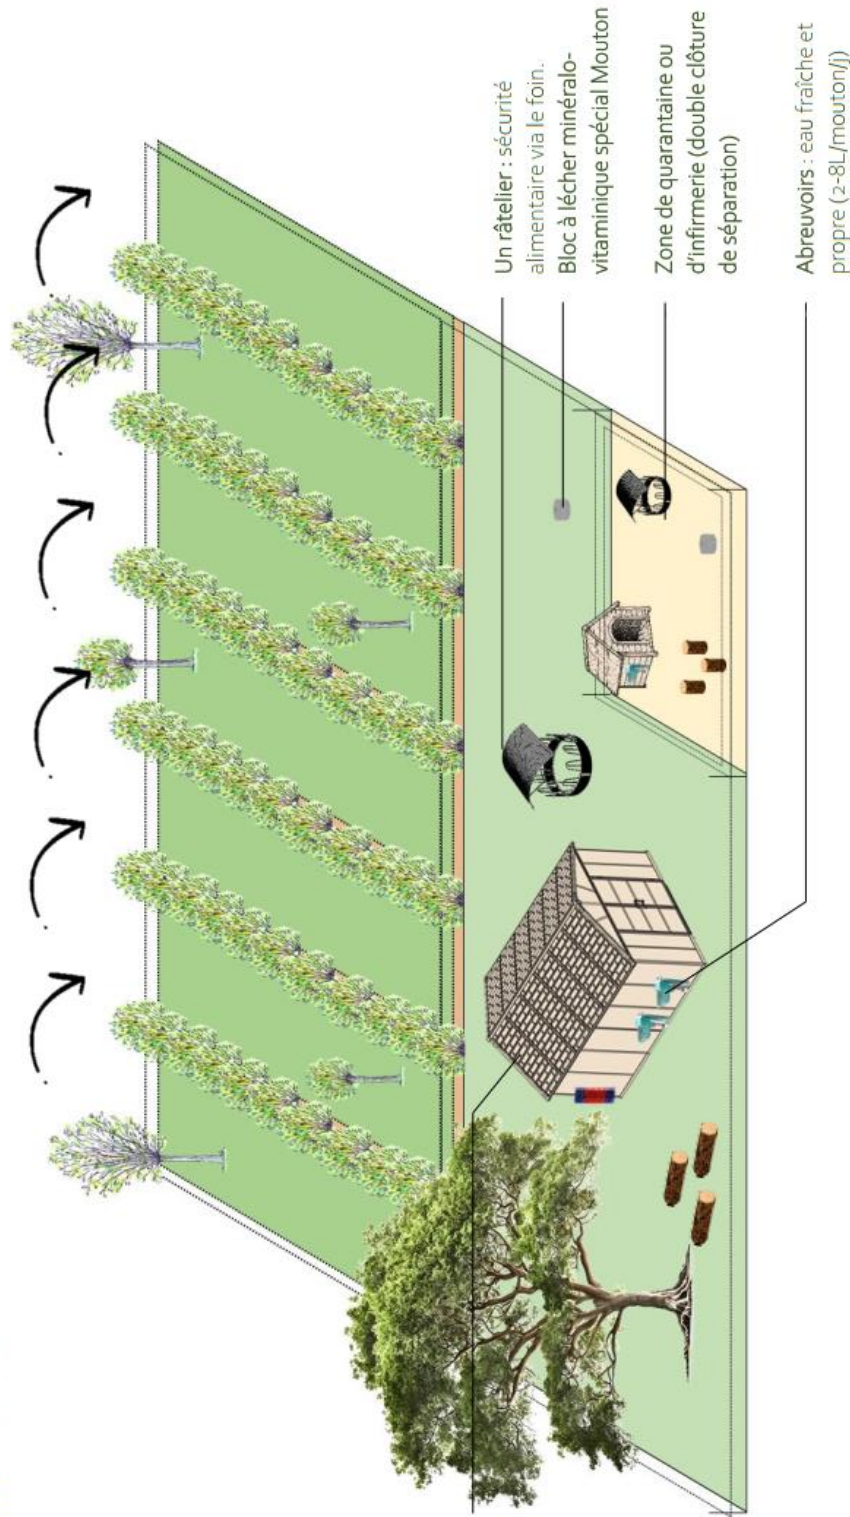 Un râtelier : sécurité
alimentaire via le foin.
Bloc à lécher minéralo-
vitaminique spécial Mouton
Zone de quarantaine ou
d'infirmerie (double clôture
de séparation)
Abreuvoirs : eau fraîche et
propre (2-8L/mouton/j)